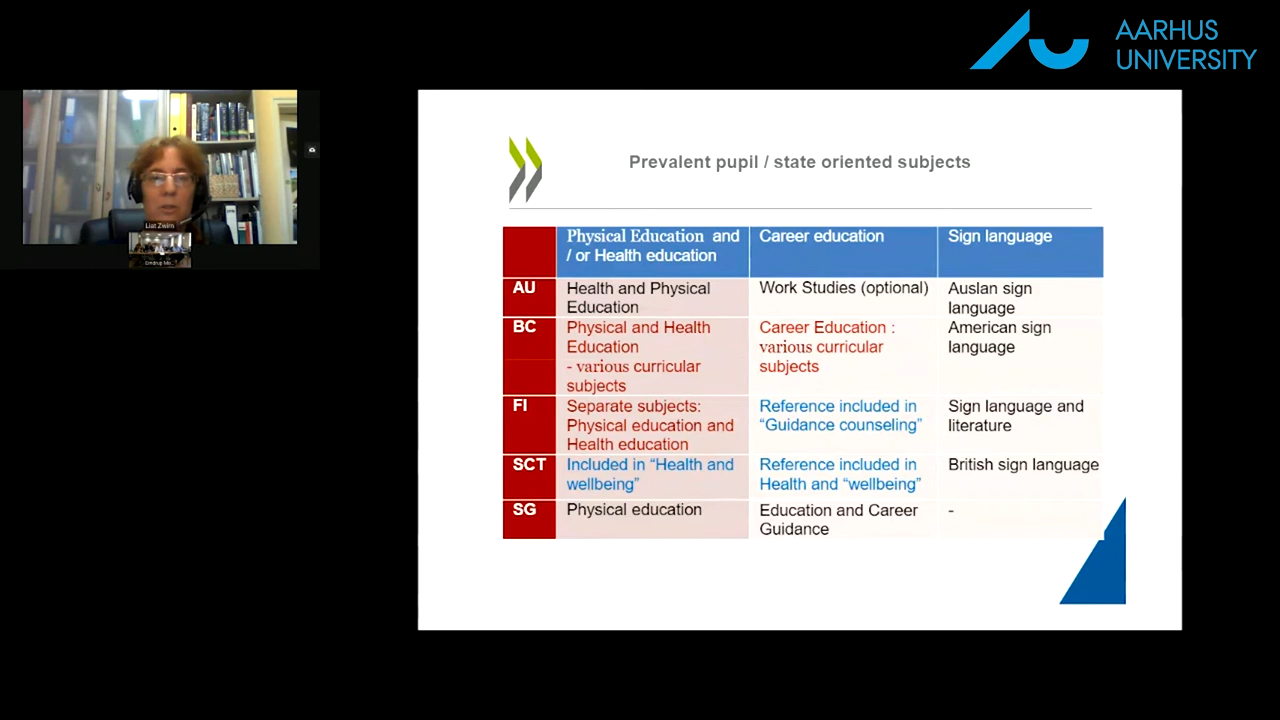 AARHUS
UNIVERSITY
Liat Zwirn
Prevalent pupil / state oriented subjects
Physical Education and
/ or Health education
Career education
Sign language
AU
Health and Physical
Education
Work Studies (optional)
Auslan sign
language
BC
Physical and Health
Education
- various curricular
subjects
Career Education :
various curricular
subjects
American sign
language
FI
Separate subjects:
Physical education and
Health education
Reference included in
“Guidance counseling”
Sign language and
literature
SCT
Included in “Health and
wellbeing”
Reference included in
Health and “wellbeing”
British sign language
SG
Physical education
Education and Career
Guidance
-